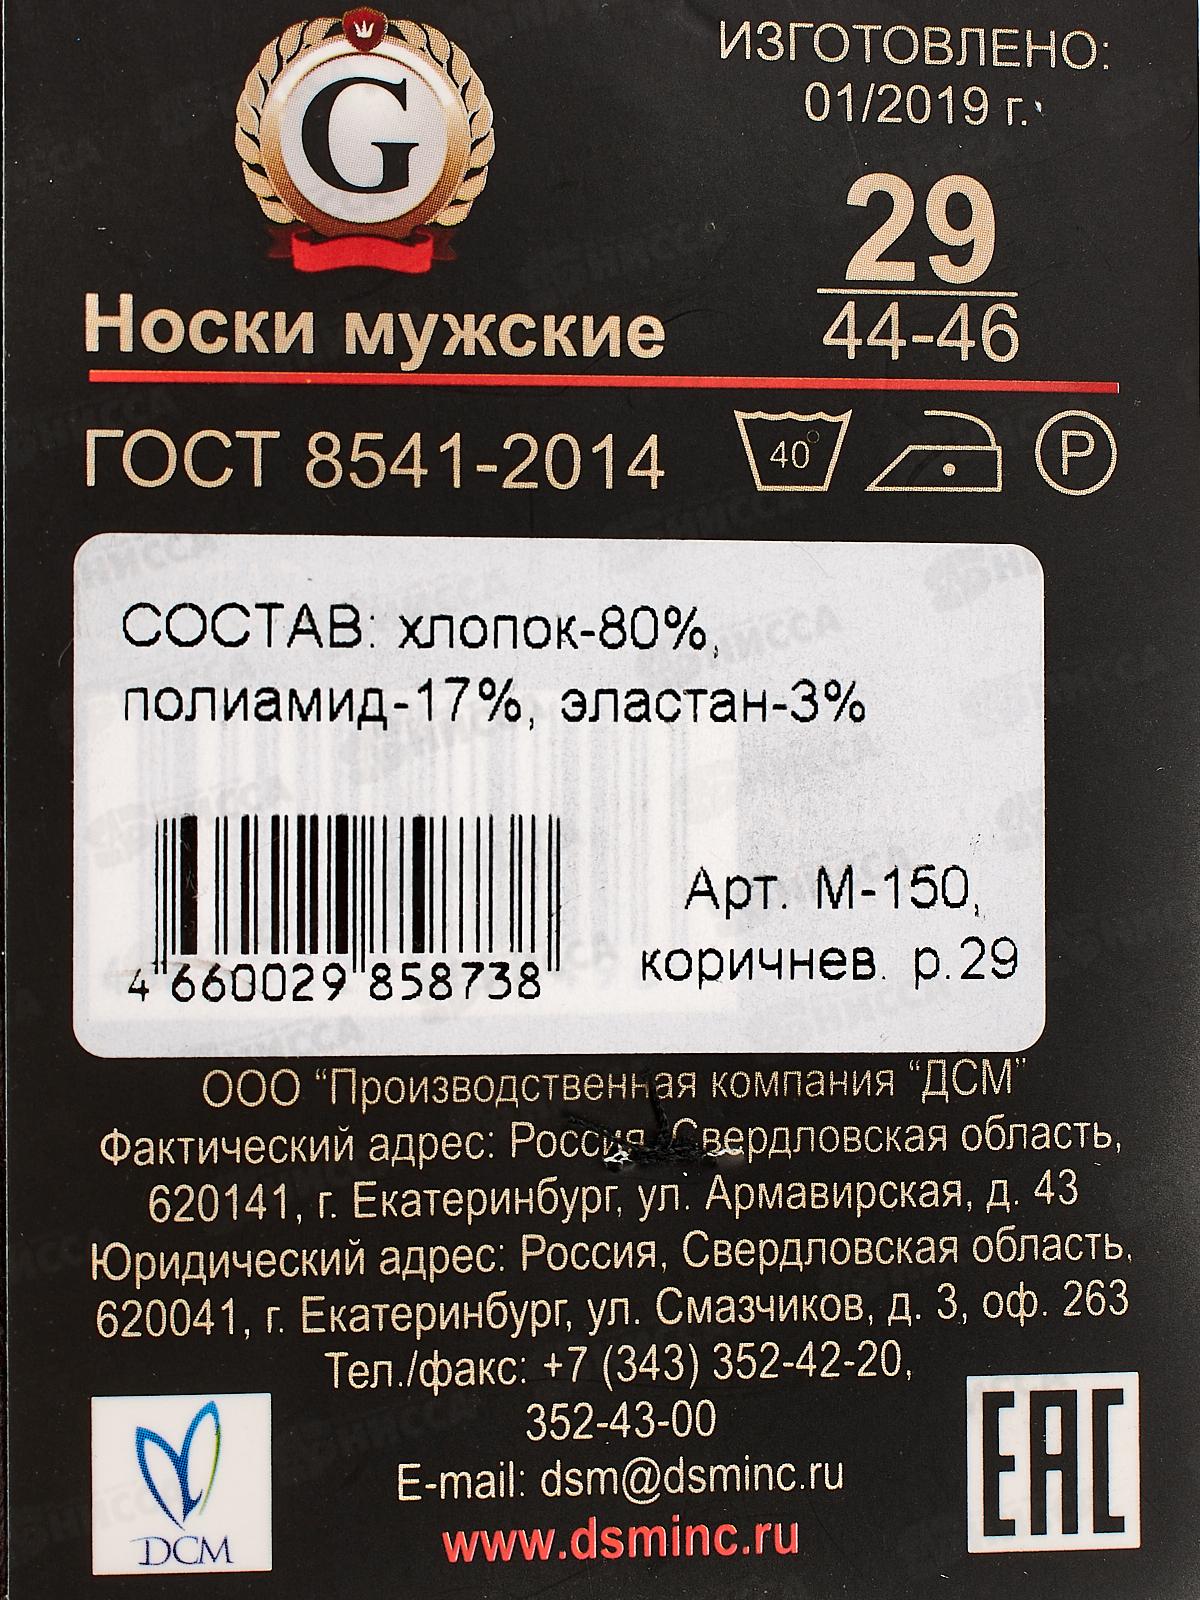 G
ИЗГОТОВЛЕНО:
01/2019 г.
29
44-46
Носки мужские
ГОСТ 8541-2014
40°
P
СОСТАВ: хлопок-80%,
полиамид-17%, эластан-3%
4 660029 858738
Арт. М-150,
коричнев. р.29
ООО “Производственная компания “ДСМ”
Фактический адрес: Россия, Свердловская область,
620141, г. Екатеринбург, ул. Армавирская, д. 43
Юридический адрес: Россия, Свердловская область,
620041, г. Екатеринбург, ул. Смазчиков, д. 3, оф. 263
Тел./факс: +7 (343) 352-42-20,
352-43-00
E-mail: dsm@dsminc.ru
www.dsminc.ru
ДСМ
ЕАС